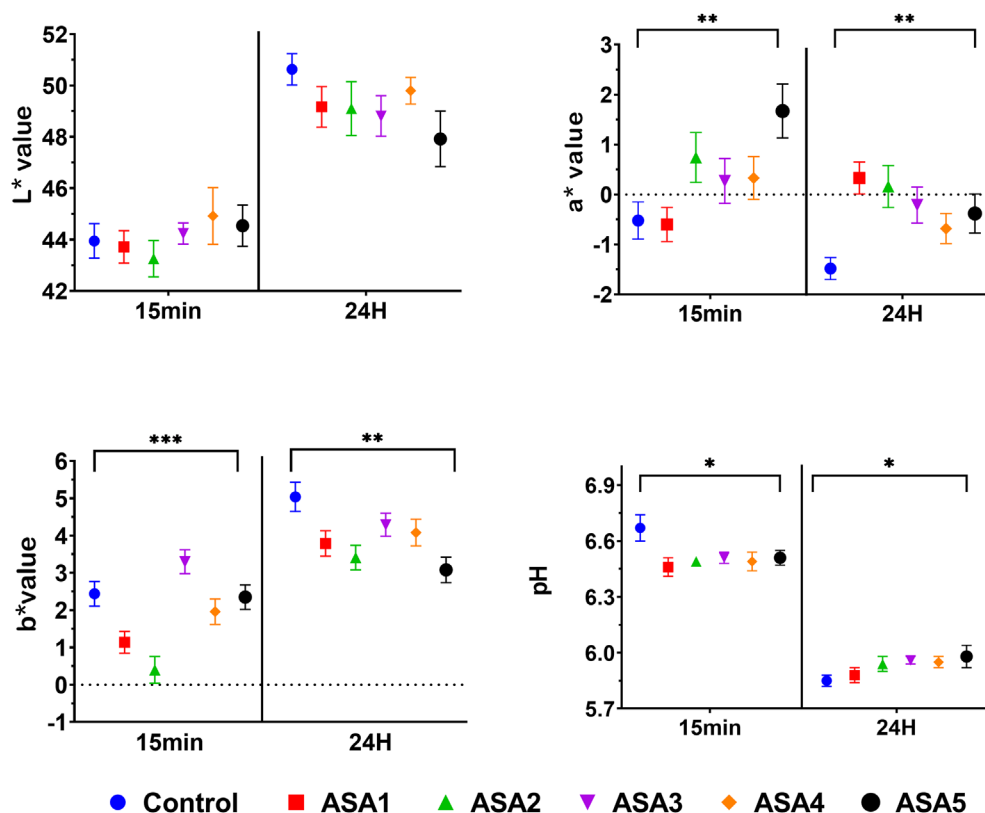 L* value
52
50
48
46
44
42
15min
24H
a* value
**
**
3
2
1
0
-1
-2
15min
24H
b*value
***
**
6
5
4
3
2
1
0
-1
15min
24H
pH
*
*
6.9
6.6
6.3
6.0
5.7
15min
24H
Control ASA1 ASA2 ASA3 ASA4 ASA5